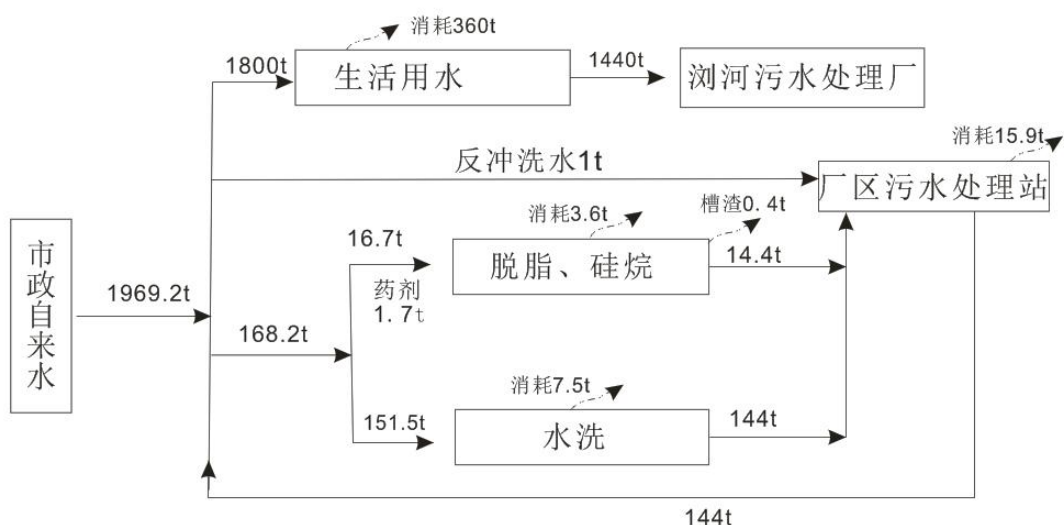 消耗360t
1800t
生活用水
1440t
浏河污水处理厂
消耗15.9t
反冲洗水1t
厂区污水处理站
市政自来水
1969.2t
168.2t
16.7t
药剂
1.7t
消耗3.6t
槽渣0.4t
脱脂、硅烷
14.4t
151.5t
消耗7.5t
水洗
144t
144t